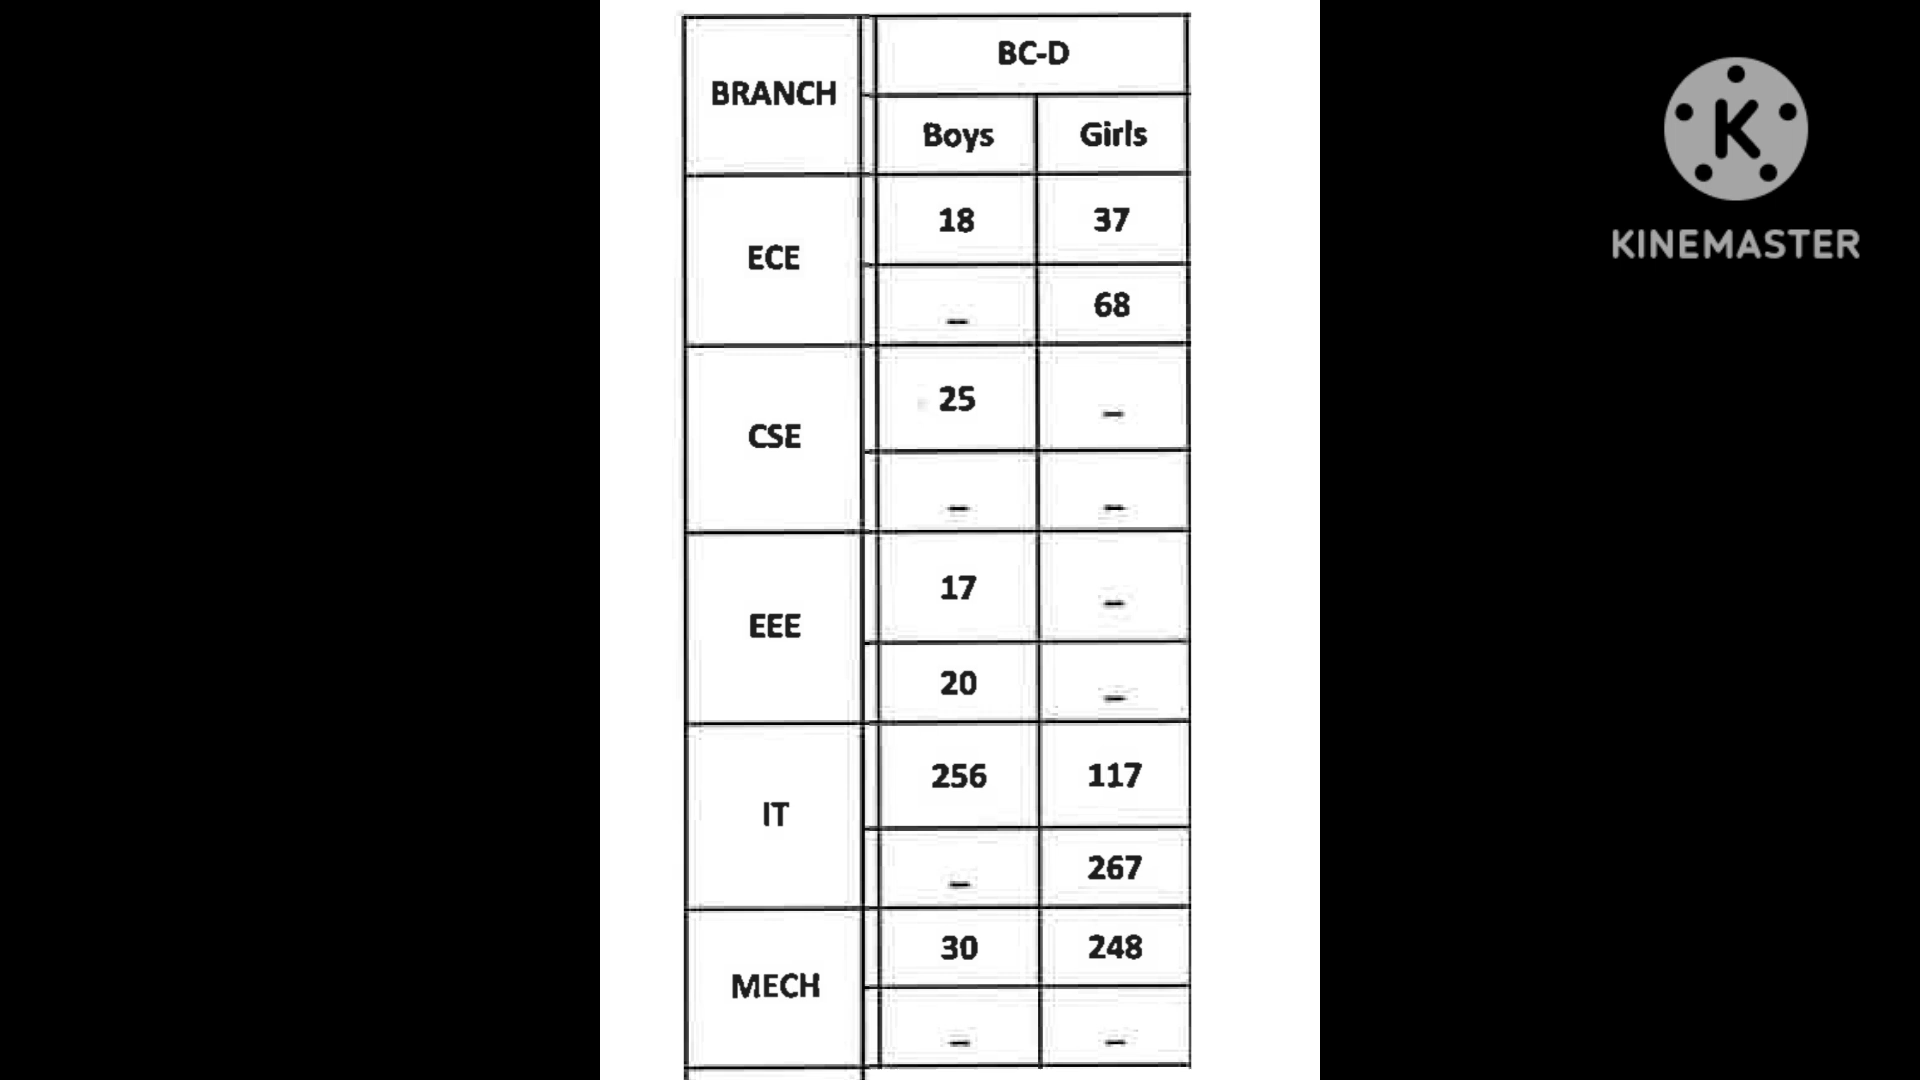 BRANCH
BC-D
Boys Girls
ECE
18 37
_ 68
CSE
25 _
_ _
EEE
17 _
20 _
IT
256 117
_ 267
MECH
30 248
_ _
K
KINEMASTER